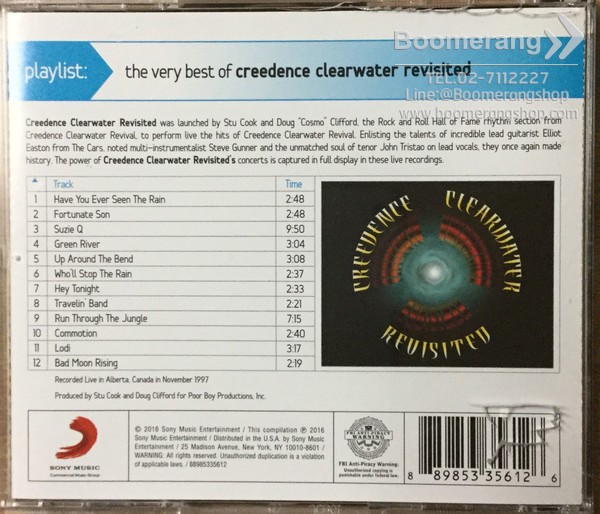 Boomerang
TEL:02-7112227
Line:@Boomerangshop
www.boomerangshop.com
playlist: the very best of creedence clearwater revisited
Creedence Clearwater Revisited was launched by Stu Cook and Doug "Cosmo" Clifford, the Rock and Roll Hall of Fame rhythm section from
Creedence Clearwater Revival, to perform live the hits of Creedence Clearwater Revival. Enlisting the talents of incredible lead guitarist Elliot
Easton from The Cars, noted multi-instrumentalist Steve Gunner and the unmatched soul of tenor John Tristao on lead vocals, they once again made
history. The power of Creedence Clearwater Revisited's concerts is captured in full display in these live recordings.
Track Time
1 Have You Ever Seen The Rain 2:48
2 Fortunate Son 2:48
3 Suzie Q 9:50
4 Green River 3:04
5 Up Around The Bend 3:08
6 Who'll Stop The Rain 2:37
7 Hey Tonight 2:33
8 Travelin' Band 2:21
9 Run Through The Jungle 7:15
10 Commotion 2:40
11 Lodi 3:17
12 Bad Moon Rising 2:19
CREEDENCE CLEARWATER
REVISITED
Recorded Live in Alberta, Canada in November 1997
Produced by Stu Cook and Doug Clifford for Poor Boy Productions, Inc.
SONY MUSIC
Commercial Music Group
© 2016 Sony Music Entertainment / This compilation ℗ 2016
Sony Music Entertainment / Distributed in the U.S.A. by Sony Music
Entertainment / 25 Madison Avenue, New York, NY 10010-8601 /
WARNING: All rights reserved. Unauthorized duplication is a violation
of applicable laws. / 88985335612
FBI ANTI-PIRACY
WARNING
FBI Anti-Piracy Warning:
Unauthorized copying is
punishable under federal law.
8 89853 35612 6